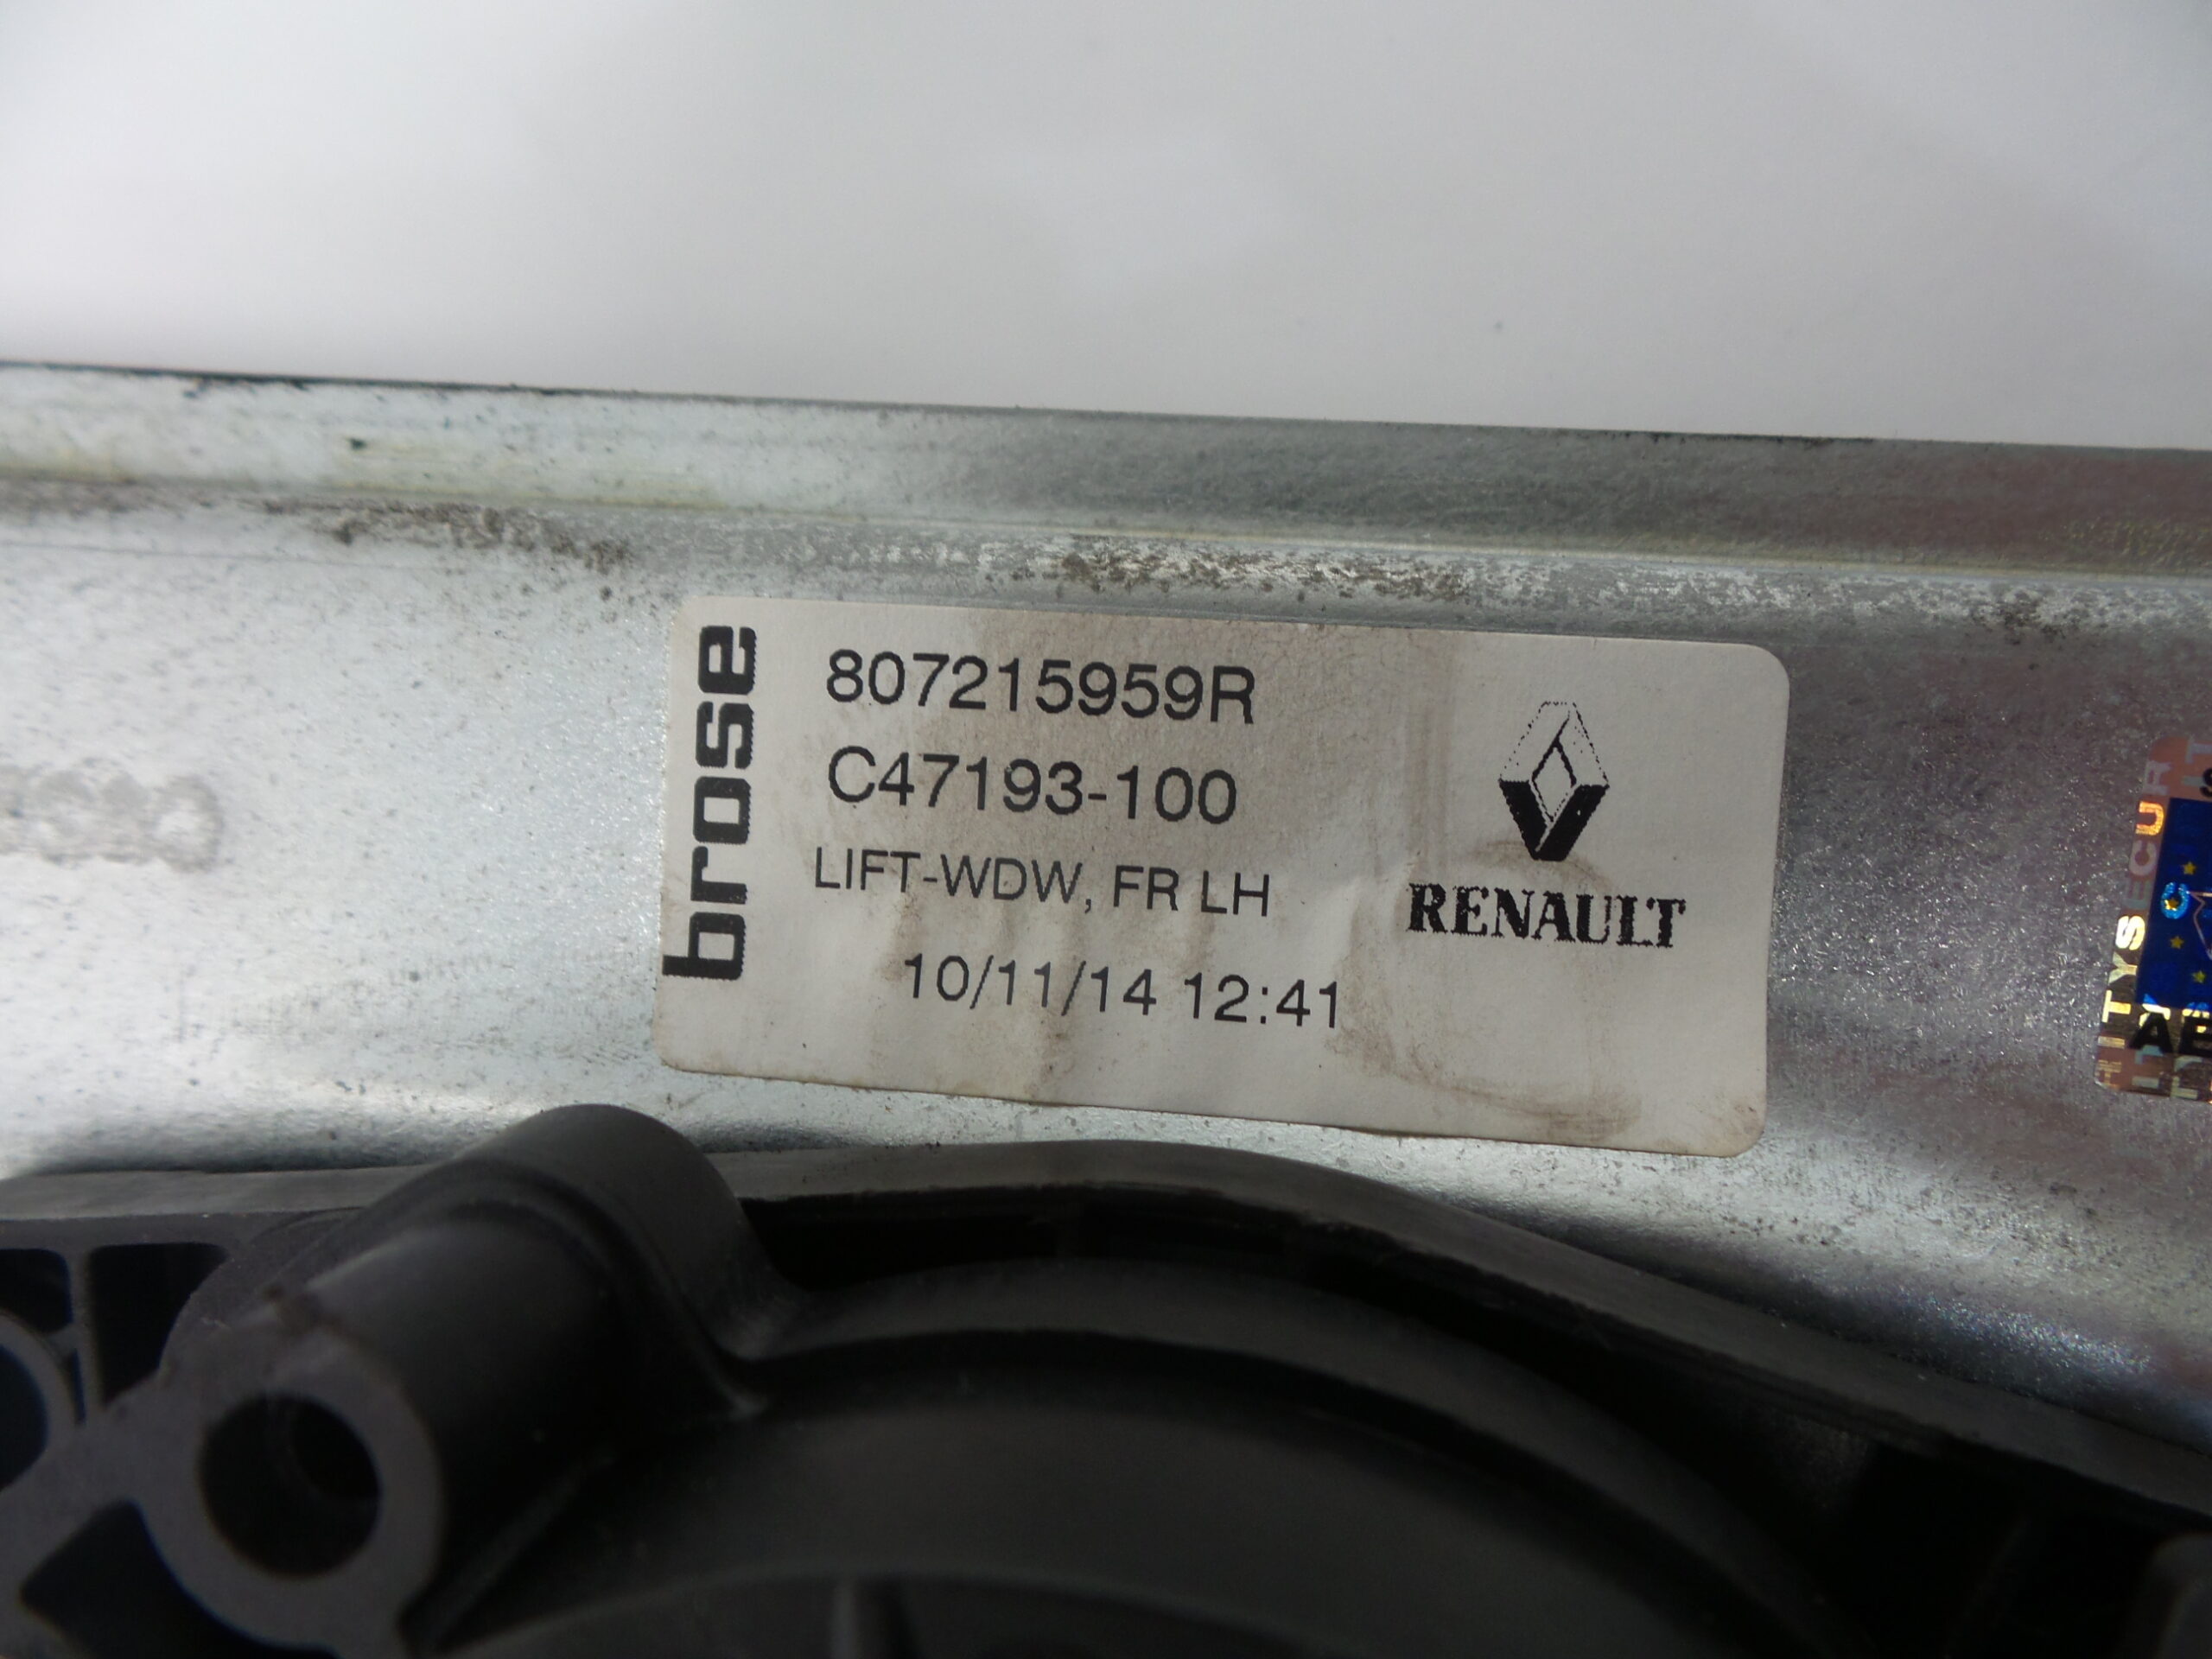 brose
807215959R
C47193-100
LIFT-WDW, FR LH
10/11/14 12:41
RENAULT